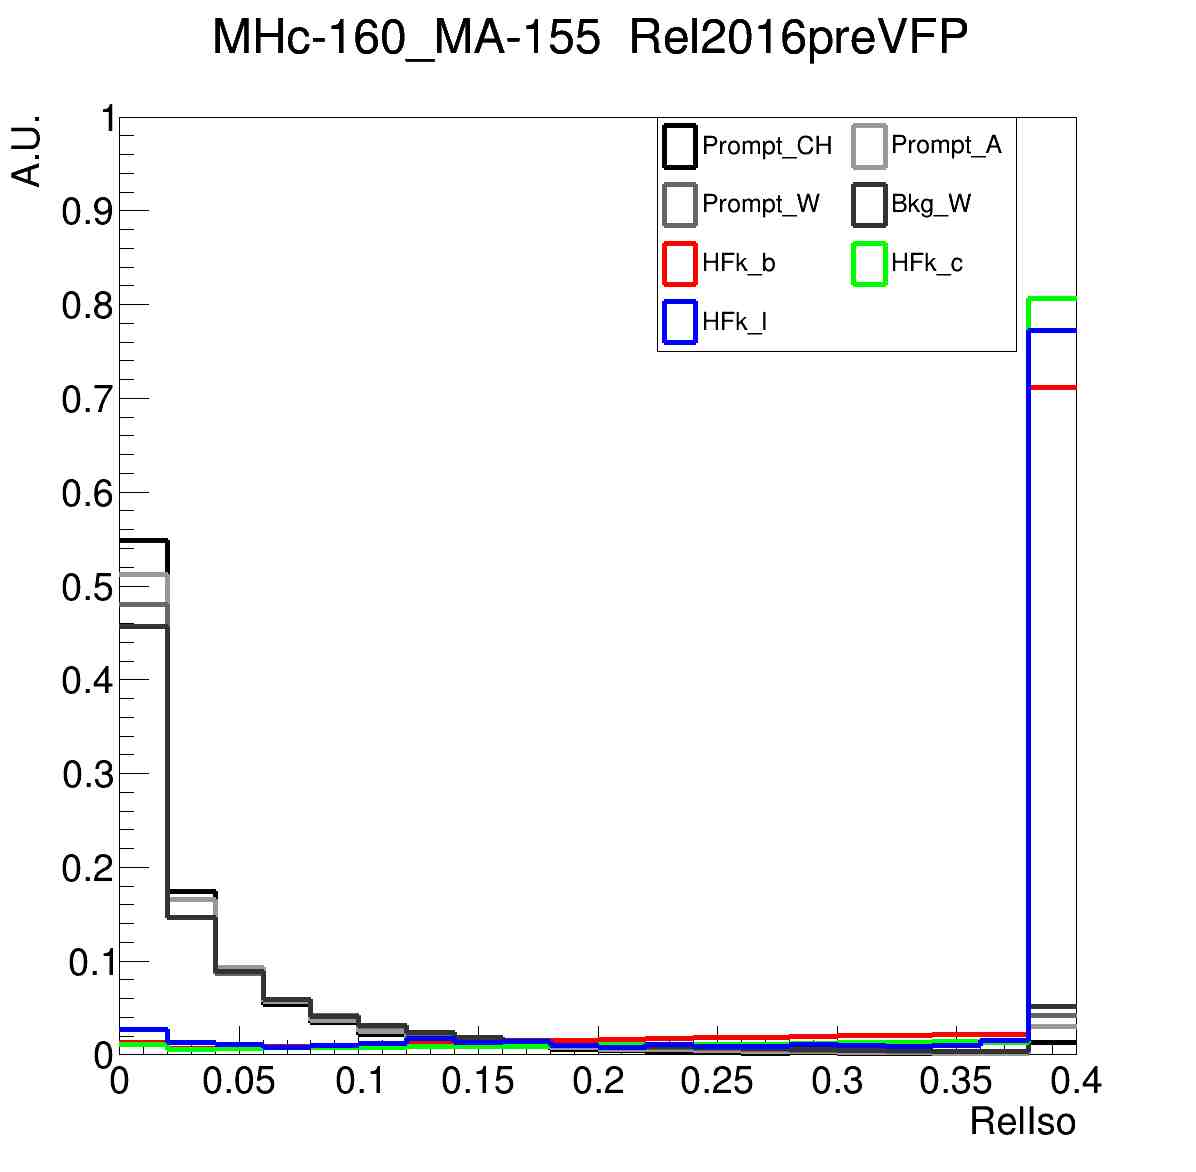 MHc-160_MA-155 Rel2016preVFP
A.U.
1
0.9
0.8
0.7
0.6
0.5
0.4
0.3
0.2
0.1
0
Prompt_CH Prompt_A
Prompt_W Bkg_W
HFk_b HFk_c
HFk_l
0 0.05 0.1 0.15 0.2 0.25 0.3 0.35 0.4
RelIso